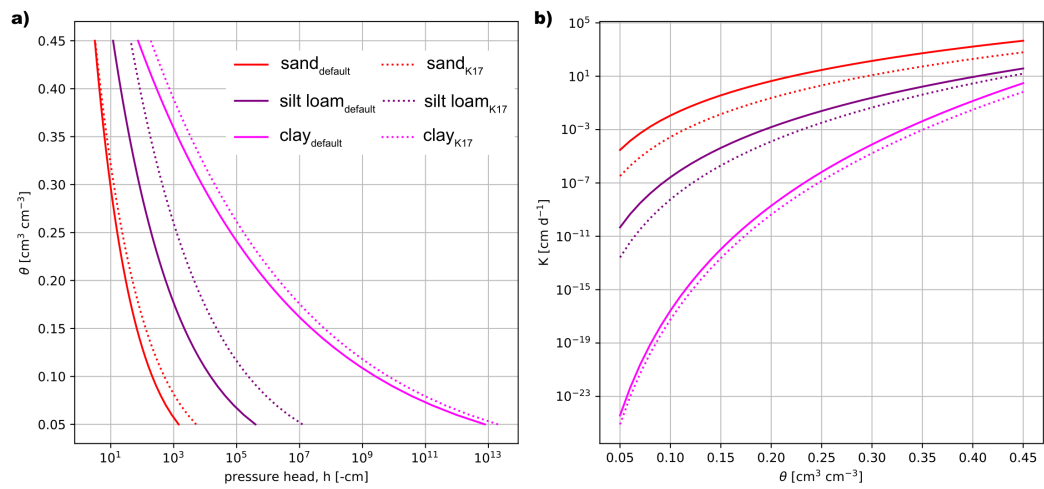 a)
0.45
0.40
0.35
0.30
0.25
0.20
0.15
0.10
0.05
θ [cm³ cm⁻³]
10¹ 10³ 10⁵ 10⁷ 10⁹ 10¹¹ 10¹³
pressure head, h [-cm]
sand_default sand_K17
silt loam_default silt loam_K17
clay_default clay_K17
b)
10⁵
10¹
10⁻³
10⁻⁷
10⁻¹¹
10⁻¹⁵
10⁻¹⁹
10⁻²³
K [cm d⁻¹]
0.05 0.10 0.15 0.20 0.25 0.30 0.35 0.40 0.45
θ [cm³ cm⁻³]